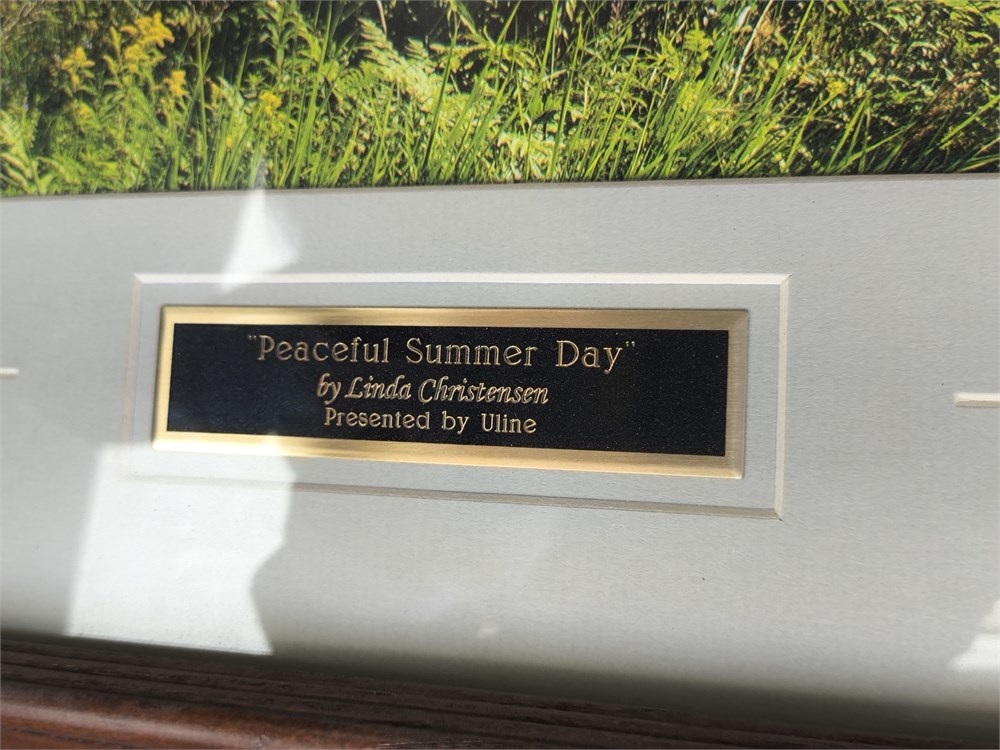 "Peaceful Summer Day"
by Linda Christensen
Presented by Uline